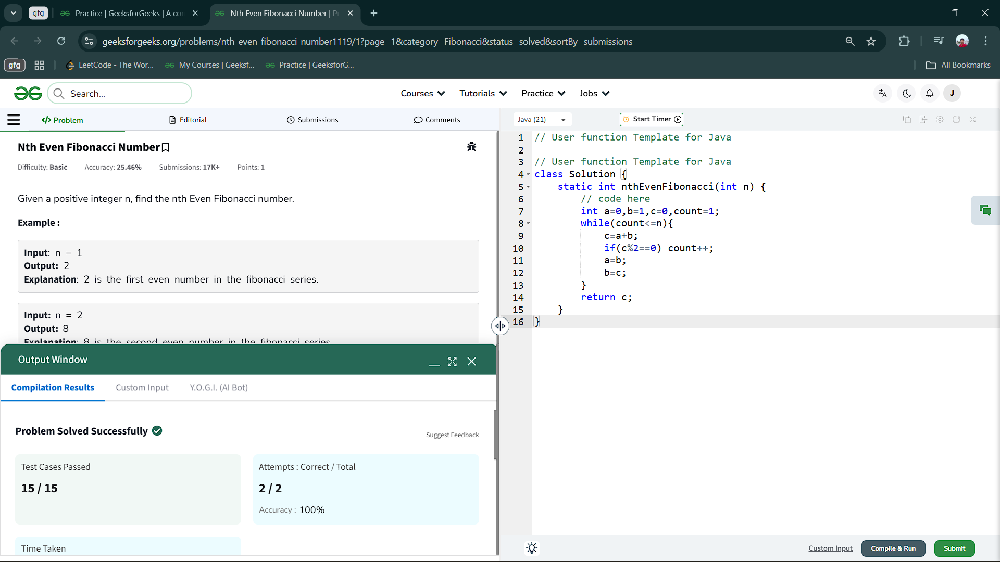 gfg
Practice | GeeksforGeeks | A co
Nth Even Fibonacci Number | P
geeksforgeeks.org/problems/nth-even-fibonacci-number1119/1?page=1&category=Fibonacci&status=solved&sortBy=submissions
gfg
LeetCode - The Wor...
My Courses | Geeksf...
Practice | GeeksforG...
All Bookmarks
Search...
Courses
Tutorials
Practice
Jobs
J
</> Problem
Editorial
Submissions
Comments
Java (21)
Start Timer
Nth Even Fibonacci Number
Difficulty: Basic Accuracy: 25.46% Submissions: 17K+ Points: 1
Given a positive integer n, find the nth Even Fibonacci number.
Example :
Input: n = 1
Output: 2
Explanation: 2 is the first even number in the fibonacci series.
Input: n = 2
Output: 8
Explanation: 8 is the second even number in the fibonacci series
Output Window
Compilation Results
Custom Input
Y.O.G.I. (AI Bot)
Problem Solved Successfully
Suggest Feedback
Test Cases Passed
15 / 15
Attempts : Correct / Total
2 / 2
Accuracy : 100%
Time Taken
1 // User function Template for Java
2
3 // User function Template for Java
4 class Solution {
5 static int nthEvenFibonacci(int n) {
6 // code here
7 int a=0,b=1,c=0,count=1;
8 while(count<=n){
9 c=a+b;
10 if(c%2==0) count++;
11 a=b;
12 b=c;
13 }
14 return c;
15 }
16 }
Custom Input
Compile & Run
Submit